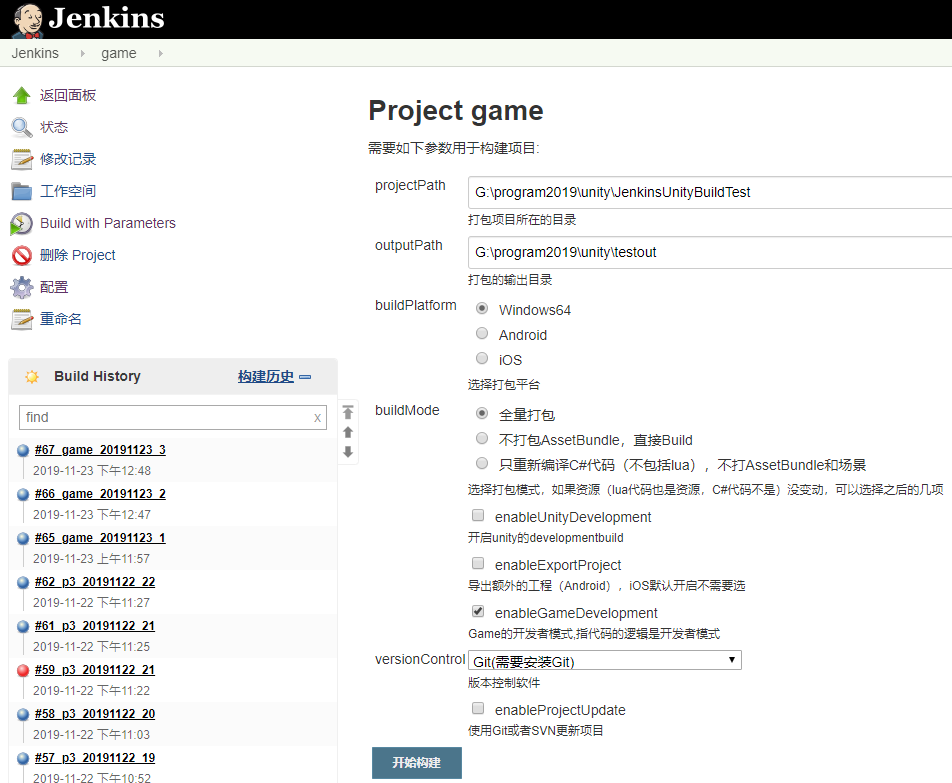 Jenkins
Jenkins
game
返回面板
状态
修改记录
工作空间
Build with Parameters
删除 Project
配置
重命名
Build History
构建历史
find
x
#67 game_20191123_3
2019-11-23 下午12:48
#66 game_20191123_2
2019-11-23 下午12:47
#65 game_20191123_1
2019-11-23 上午11:57
#62 p3_20191122_22
2019-11-22 下午11:27
#61 p3_20191122_21
2019-11-22 下午11:25
#59 p3_20191122_21
2019-11-22 下午11:22
#58 p3_20191122_20
2019-11-22 下午11:03
#57 p3_20191122_19
2019-11-22 下午10:52
Project game
需要如下参数用于构建项目:
projectPath
G:\program2019\unity\JenkinsUnityBuildTest
打包项目所在的目录
outputPath
G:\program2019\unity\testout
打包的输出目录
buildPlatform
Windows64
Android
iOS
选择打包平台
buildMode
全量打包
不打包AssetBundle，直接Build
只重新编译C#代码（不包括lua），不打AssetBundle和场景
选择打包模式，如果资源（lua代码也是资源，C#代码不是）没变动，可以选择之后的几项
enableUnityDevelopment
开启unity的developmentbuild
enableExportProject
导出额外的工程（Android），iOS默认开启不需要选
enableGameDevelopment
Game的开发者模式,指代码的逻辑是开发者模式
versionControl
Git(需要安装Git)
版本控制软件
enableProjectUpdate
使用Git或者SVN更新项目
开始构建